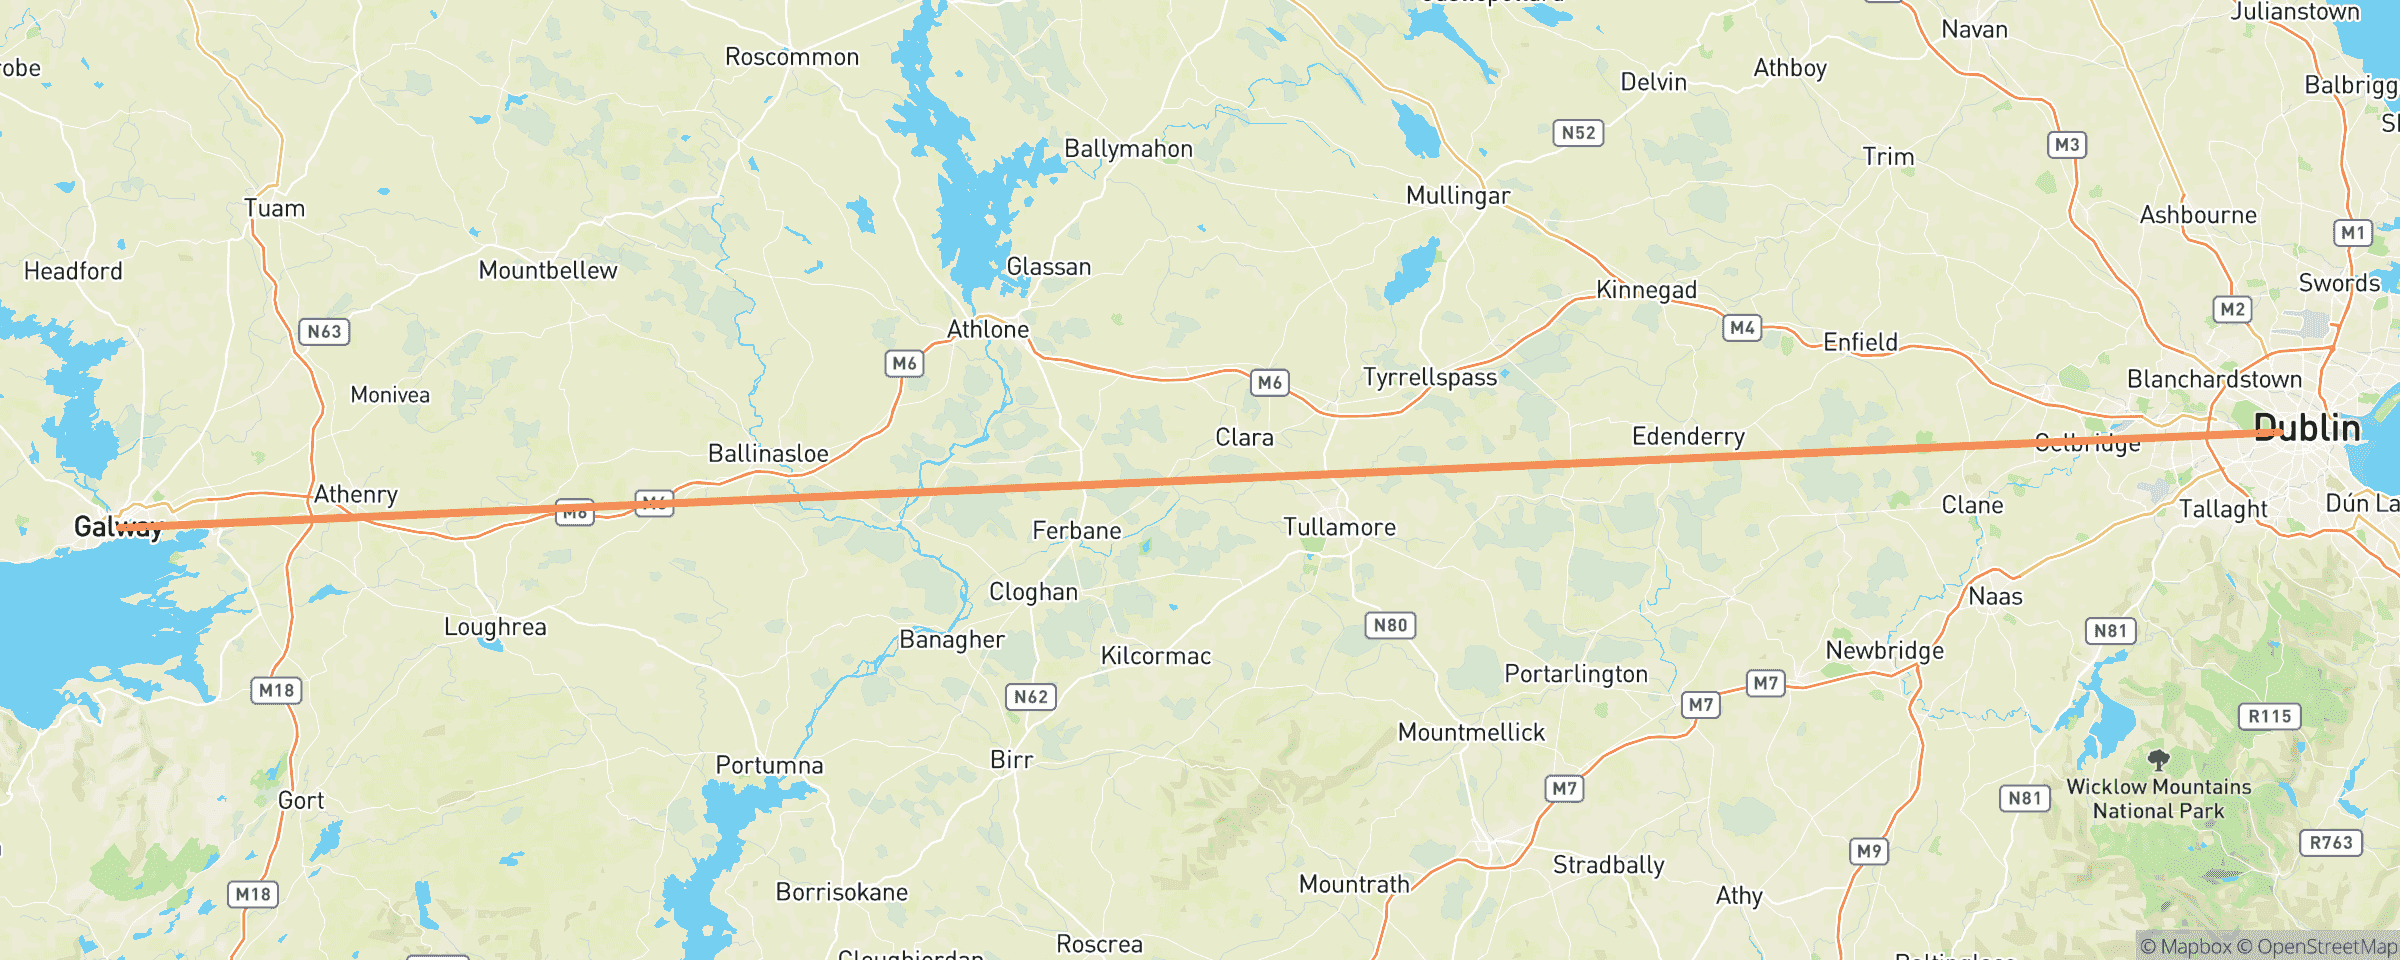 Julianstown
Navan
Roscommon
Athboy
Delvin
Balbrigg
N52
M3
Ballymahon
Trim
Mullingar
Tuam
Ashbourne
M1
Headford
Mountbellew
Glassan
Swords
Kinnegad
M2
N63
Athlone
M4
Enfield
M6
Tyrrellspass
Blanchardstown
M6
Monivea
Dublin
Clara
Edenderry
Celbridge
Ballinasloe
Athenry
M6
M6
Clane
Tallaght
Dún La
Galway
Ferbane
Tullamore
Cloghan
Naas
Loughrea
N80
N81
Banagher
Kilcormac
Newbridge
Portarlington
M18
N62
M7
M7
R115
Mountmellick
Portumna
Birr
Wicklow Mountains
National Park
M7
Gort
N81
R763
M9
Stradbally
Mountrath
M18
Borrisokane
Athy
Roscrea
© Mapbox © OpenStreetMap